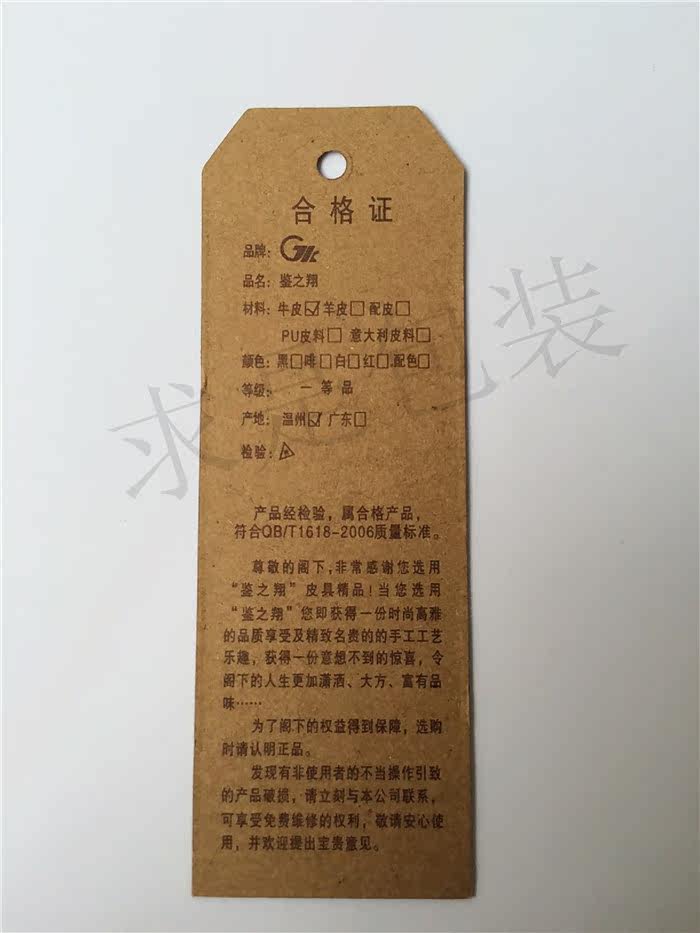 合格证
品牌：
品名：鉴之翔
材料：牛皮☑羊皮□配皮□
PU皮料□ 意大利皮料□
颜色：黑□啡□白□红□.配色□
等级： 一等品
产地：温州☑广东□
检验：
产品经检验，属合格产品，
符合QB/T1618-2006质量标准。
尊敬的阁下,非常感谢您选用
“鉴之翔”皮具精品！当您选用
“鉴之翔”您即获得一份时尚高雅
的品质享受及精致名贵的的手工工艺
乐趣，获得一份意想不到的惊喜，令
阁下的人生更加潇洒、大方、富有品
味……
为了阁下的权益得到保障，选购
时请认明正品。
发现有非使用者的不当操作引致
的产品破损，请立刻与本公司联系，
可享受免费维修的权利，敬请安心使
用，并欢迎提出宝贵意见。